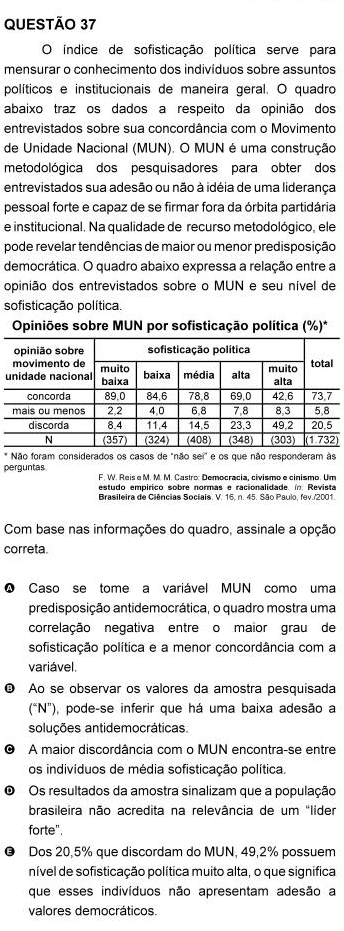 QUESTÃO 37
O índice de sofisticação política serve para
mensurar o conhecimento dos indivíduos sobre assuntos
políticos e institucionais de maneira geral. O quadro
abaixo traz os dados a respeito da opinião dos
entrevistados sobre sua concordância com o Movimento
de Unidade Nacional (MUN). O MUN é uma construção
metodológica dos pesquisadores para obter dos
entrevistados sua adesão ou não à idéia de uma liderança
pessoal forte e capaz de se firmar fora da órbita partidária
e institucional. Na qualidade de recurso metodológico, ele
pode revelar tendências de maior ou menor predisposição
democrática. O quadro abaixo expressa a relação entre a
opinião dos entrevistados sobre o MUN e seu nível de
sofisticação política.
Opiniões sobre MUN por sofisticação política (%)*
opinião sobre movimento de unidade nacional sofisticação política total
muito baixa baixa média alta muito alta
concorda 89,0 84,6 78,8 69,0 42,6 73,7
mais ou menos 2,2 4,0 6,8 7,8 8,3 5,8
discorda 8,4 11,4 14,5 23,3 49,2 20,5
N (357) (324) (408) (348) (303) (1.732)
* Não foram considerados os casos de "não sei" e os que não responderam às
perguntas.
F. W. Reis e M. M. M. Castro. Democracia, civismo e cinismo. Um
estudo empírico sobre normas e racionalidade. In: Revista
Brasileira de Ciências Sociais. V. 16, n. 45. São Paulo, fev./2001.
Com base nas informações do quadro, assinale a opção
correta.
A Caso se tome a variável MUN como uma
predisposição antidemocrática, o quadro mostra uma
correlação negativa entre o maior grau de
sofisticação política e a menor concordância com a
variável.
B Ao se observar os valores da amostra pesquisada
("N"), pode-se inferir que há uma baixa adesão a
soluções antidemocráticas.
C A maior discordância com o MUN encontra-se entre
os indivíduos de média sofisticação política.
D Os resultados da amostra sinalizam que a população
brasileira não acredita na relevância de um "líder
forte".
E Dos 20,5% que discordam do MUN, 49,2% possuem
nível de sofisticação política muito alta, o que significa
que esses indivíduos não apresentam adesão a
valores democráticos.